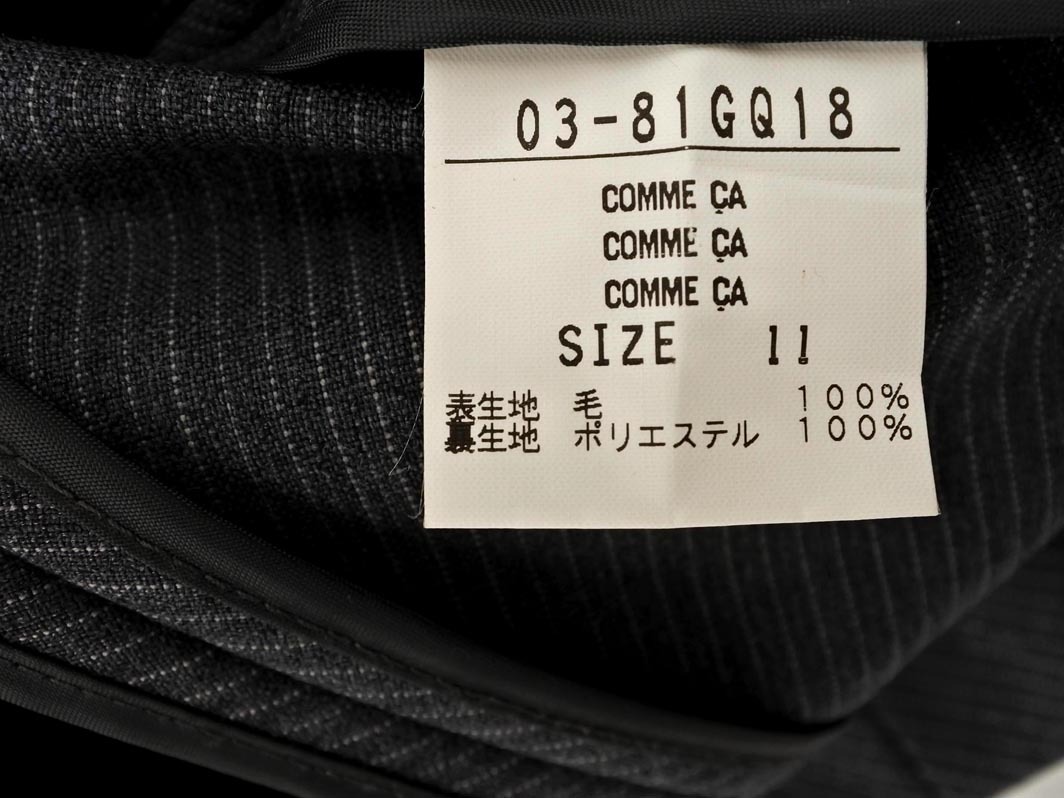 03-81GQ18
COMME ÇA
COMME ÇA
COMME ÇA
SIZE 11
表生地 毛 100%
裏生地 ポリエステル 100%